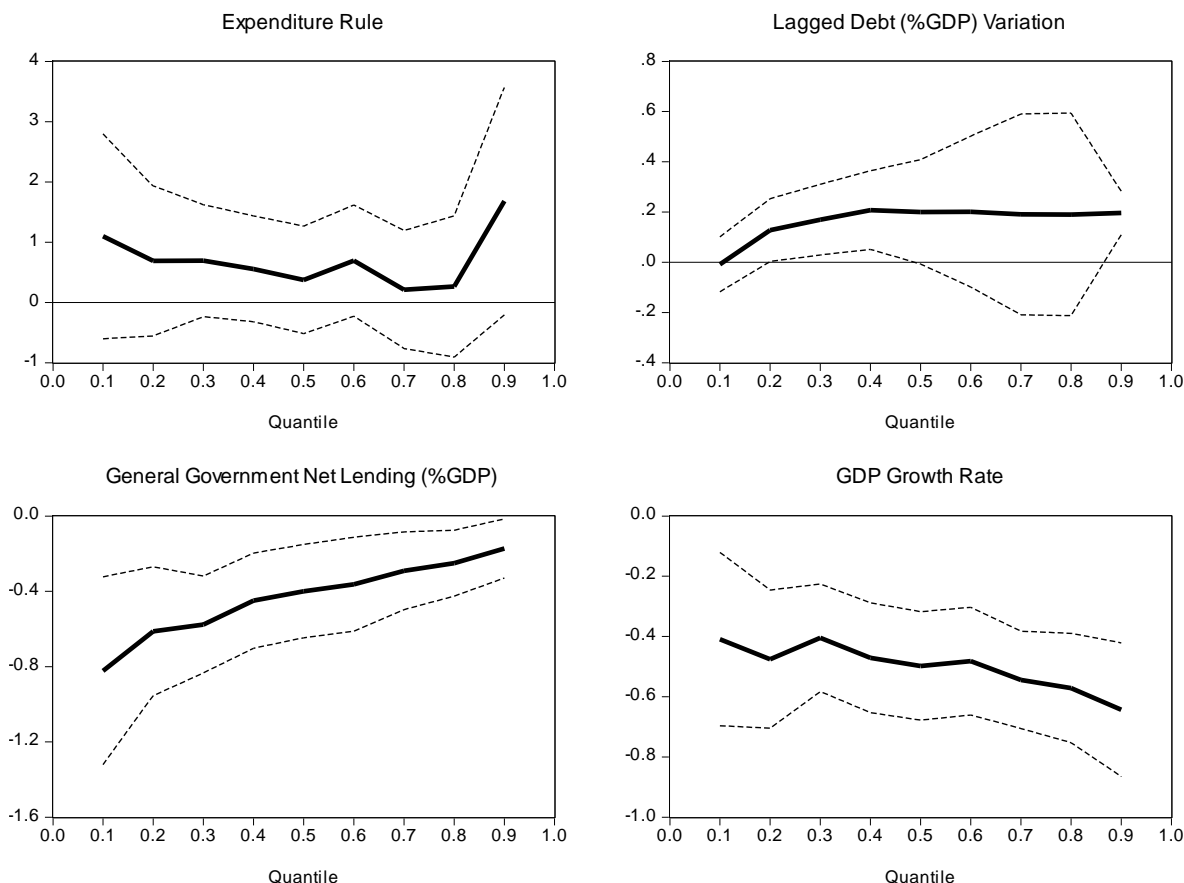 Expenditure Rule
4
3
2
1
0
-1
0.0 0.1 0.2 0.3 0.4 0.5 0.6 0.7 0.8 0.9 1.0
Quantile
Lagged Debt (%GDP) Variation
.8
.6
.4
.2
.0
-.2
-.4
0.0 0.1 0.2 0.3 0.4 0.5 0.6 0.7 0.8 0.9 1.0
Quantile
General Government Net Lending (%GDP)
0.0
-0.4
-0.8
-1.2
-1.6
0.0 0.1 0.2 0.3 0.4 0.5 0.6 0.7 0.8 0.9 1.0
Quantile
GDP Growth Rate
0.0
-0.2
-0.4
-0.6
-0.8
-1.0
0.0 0.1 0.2 0.3 0.4 0.5 0.6 0.7 0.8 0.9 1.0
Quantile